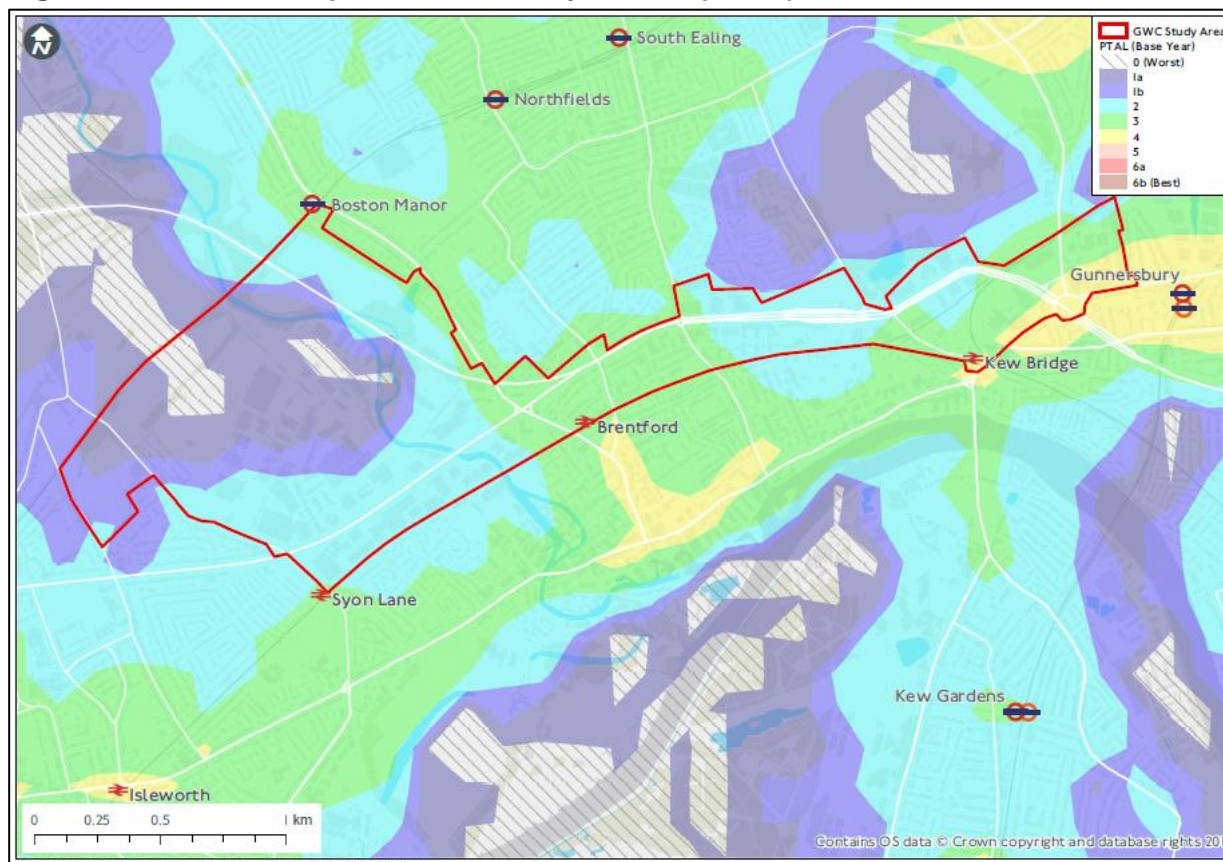 N
South Ealing
Northfields
Boston Manor
Gunnersbury
Kew Bridge
Brentford
Syon Lane
Kew Gardens
Isleworth
GWC Study Area
PTAL (Base Year)
0 (Worst)
1a
1b
2
3
4
5
6a
6b (Best)
0 0.25 0.5 1 km
Contains OS data © Crown copyright and database rights